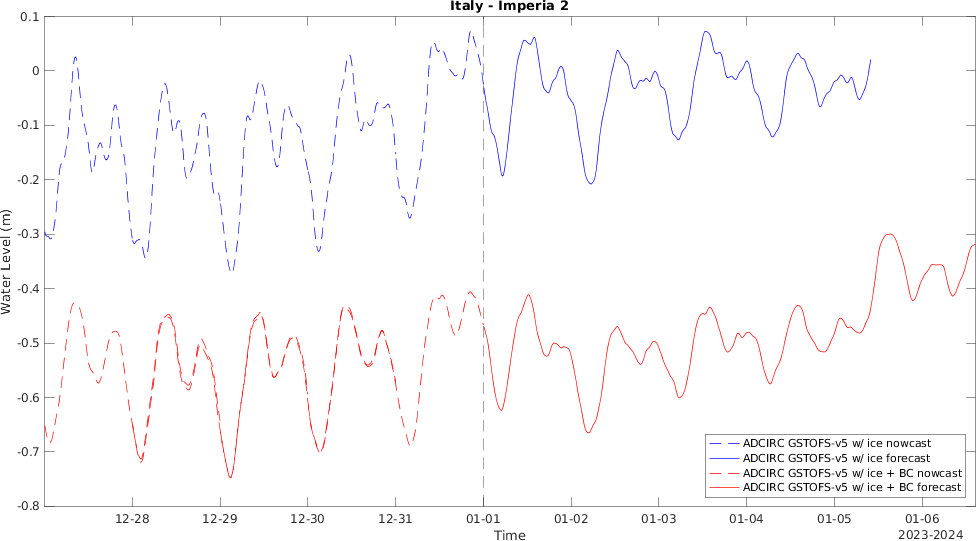 Italy - Imperia 2
0.1
0
-0.1
-0.2
-0.3
-0.4
-0.5
-0.6
-0.7
-0.8
Water Level (m)
ADCIRC GSTOFS-v5 w/ ice nowcast
ADCIRC GSTOFS-v5 w/ ice forecast
ADCIRC GSTOFS-v5 w/ ice + BC nowcast
ADCIRC GSTOFS-v5 w/ ice + BC forecast
12-28 12-29 12-30 12-31 01-01 01-02 01-03 01-04 01-05 01-06
Time 2023-2024